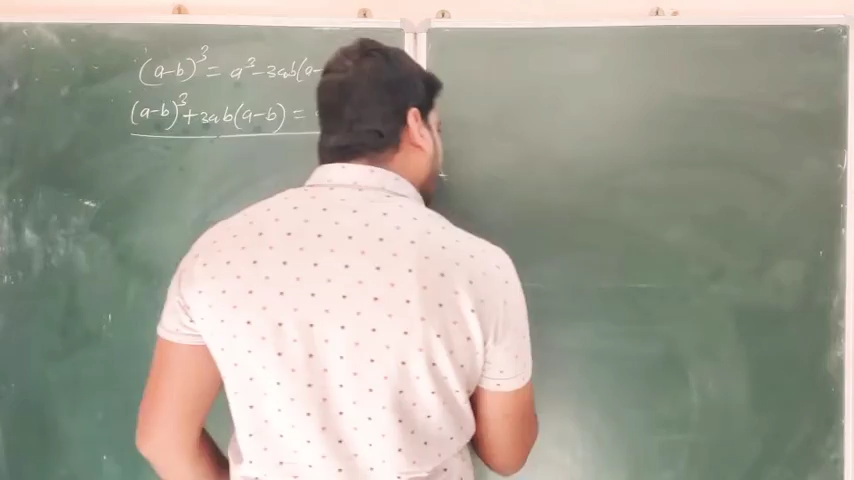 (a-b)³ = a³-3ab(a-
(a-b)³+3ab(a-b) =